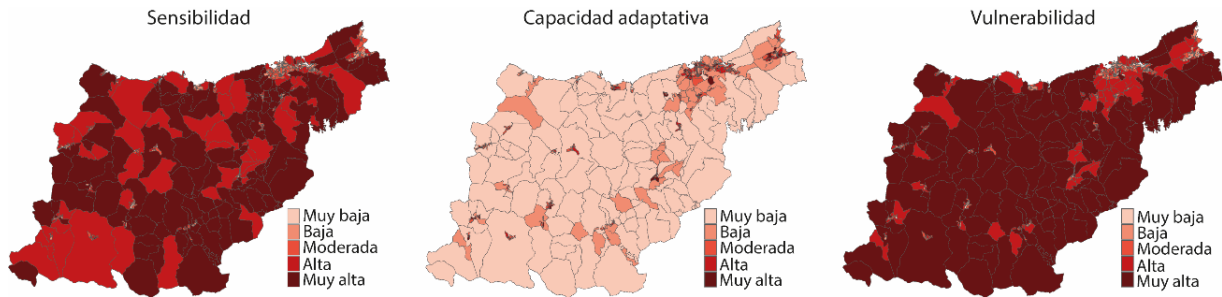 Sensibilidad
Muy baja
Baja
Moderada
Alta
Muy alta
Capacidad adaptativa
Muy baja
Baja
Moderada
Alta
Muy alta
Vulnerabilidad
Muy baja
Baja
Moderada
Alta
Muy alta